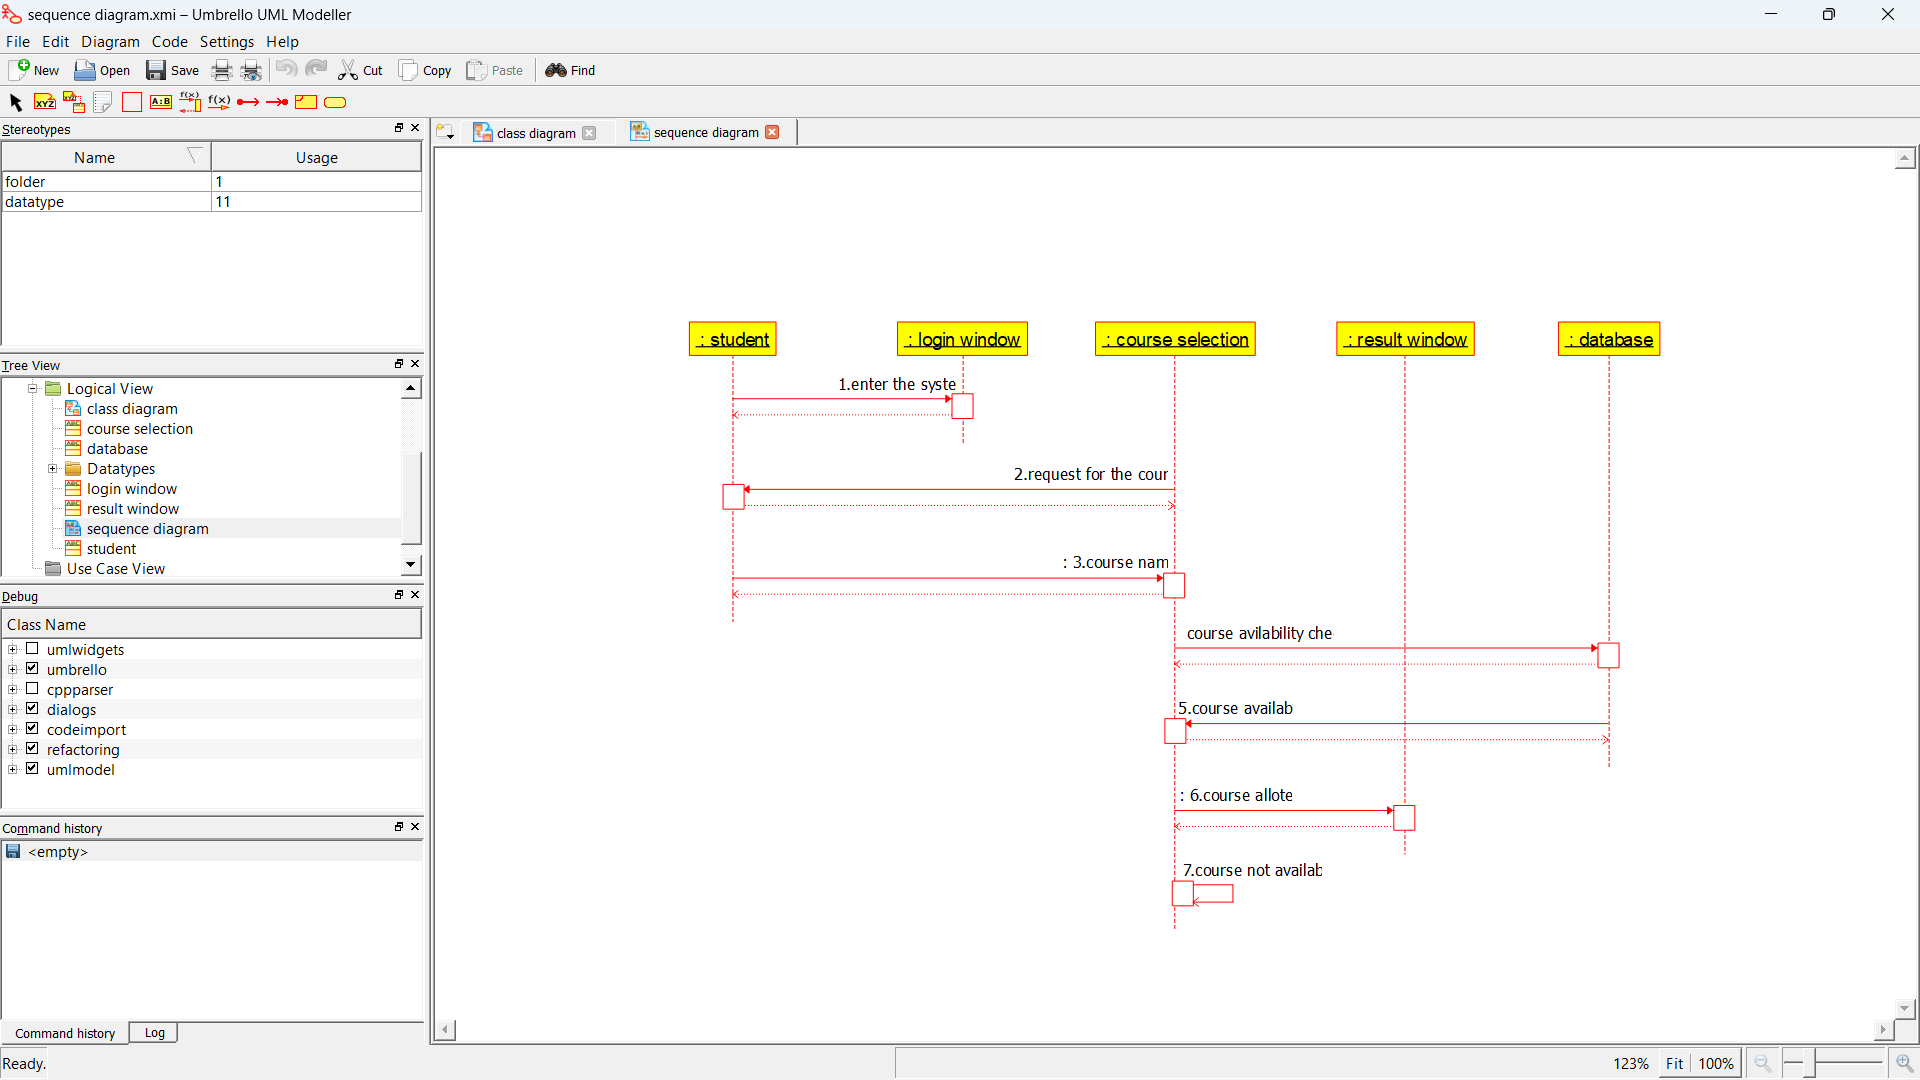 sequence diagram.xmi – Umbrello UML Modeller
File Edit Diagram Code Settings Help
New Open Save Cut Copy Paste Find
XYZ XYZ A:B f(x) f(x)
Stereotypes
class diagram sequence diagram
Name Usage
folder 1
datatype 11
Tree View
Logical View
class diagram
course selection
database
Datatypes
login window
result window
sequence diagram
student
Use Case View
Debug
Class Name
umlwidgets
umbrello
cppparser
dialogs
codeimport
refactoring
umlmodel
Command history
<empty>
Command history Log
Ready.
: student : login window : course selection : result window : database
1.enter the syste
2.request for the cour
: 3.course nam
course avilability che
5.course availab
: 6.course allote
7.course not availab
123% Fit 100%